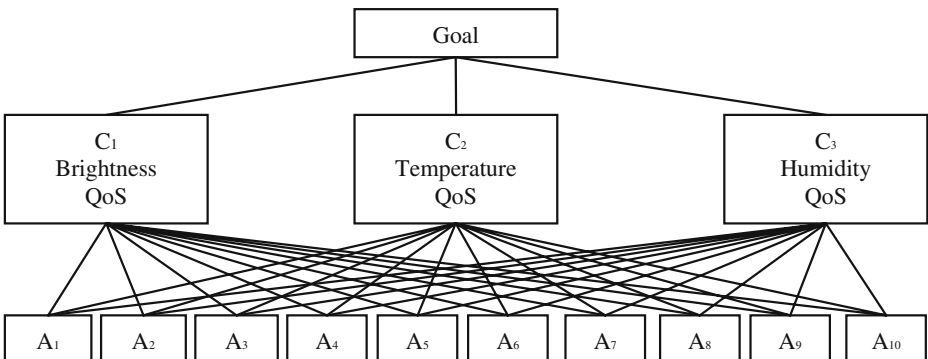 Goal
C1
Brightness
QoS
C2
Temperature
QoS
C3
Humidity
QoS
A1 A2 A3 A4 A5 A6 A7 A8 A9 A10